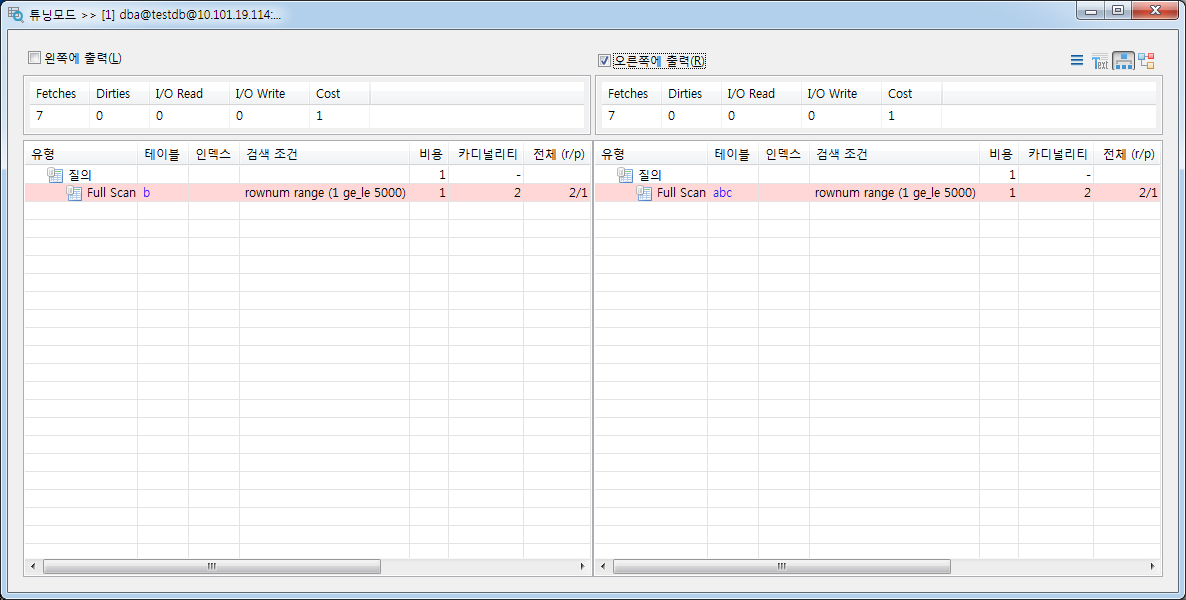 튜닝모드 >> [1] dba@testdb@10.101.19.114:...
왼쪽에 출력(L)
오른쪽에 출력(R)
Text
Fetches Dirties I/O Read I/O Write Cost
7 0 0 0 1
Fetches Dirties I/O Read I/O Write Cost
7 0 0 0 1
유형 테이블 인덱스 검색 조건 비용 카디널리티 전체 (r/p)
질의 1 -
Full Scan b rownum range (1 ge_le 5000) 1 2 2/1
유형 테이블 인덱스 검색 조건 비용 카디널리티 전체 (r/p)
질의 1 -
Full Scan abc rownum range (1 ge_le 5000) 1 2 2/1